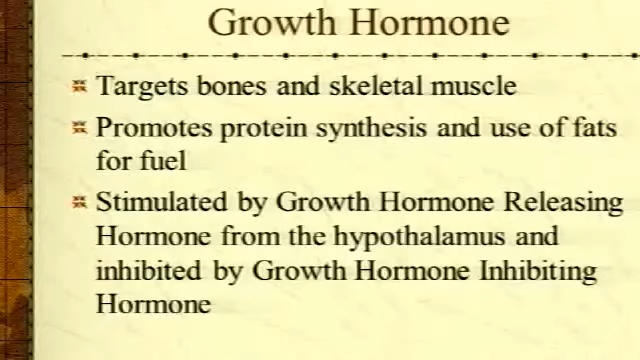 Growth Hormone
Targets bones and skeletal muscle
Promotes protein synthesis and use of fats
for fuel
Stimulated by Growth Hormone Releasing
Hormone from the hypothalamus and
inhibited by Growth Hormone Inhibiting
Hormone